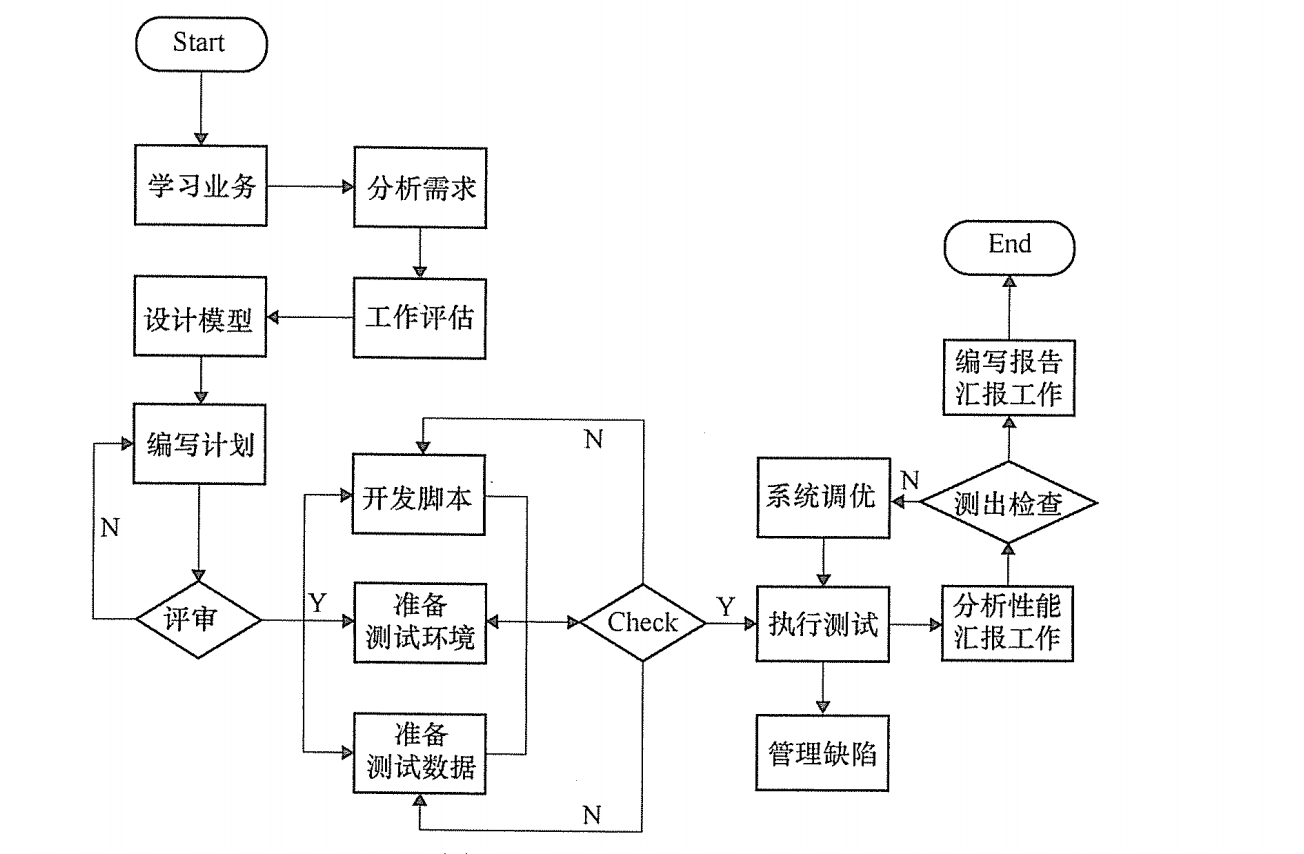 Start
学习业务
分析需求
工作评估
设计模型
编写计划
N
评审
Y
开发脚本
准备
测试环境
准备
测试数据
N
Check
N
Y
执行测试
管理缺陷
分析性能
汇报工作
测出检查
N
系统调优
编写报告
汇报工作
End